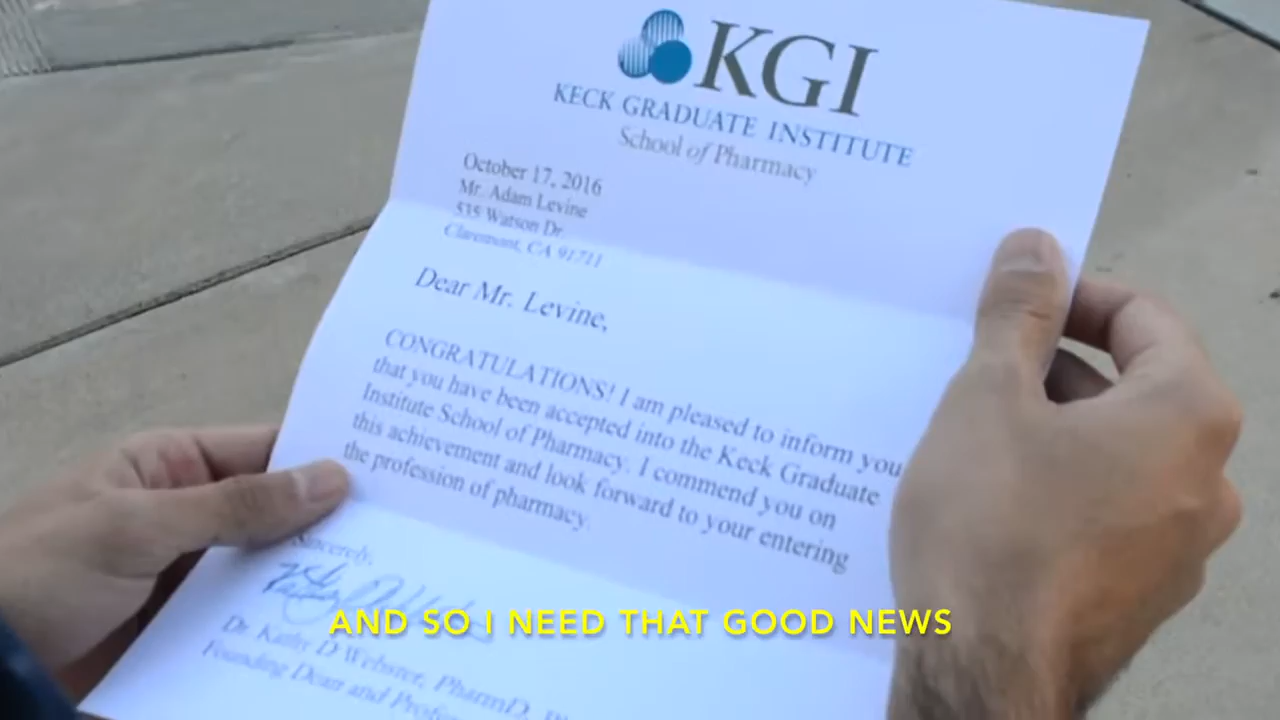 KGI
KECK GRADUATE INSTITUTE
School of Pharmacy
October 17, 2016
Mr. Adam Levine
535 Watson Dr.
Claremont, CA 91711
Dear Mr. Levine,
CONGRATULATIONS! I am pleased to inform you
that you have been accepted into the Keck Graduate
Institute School of Pharmacy. I commend you on
this achievement and look forward to your entering
the profession of pharmacy.
Sincerely,
AND SO I NEED THAT GOOD NEWS
Dr. Kathy D Webster, PharmD,
Founding Dean and